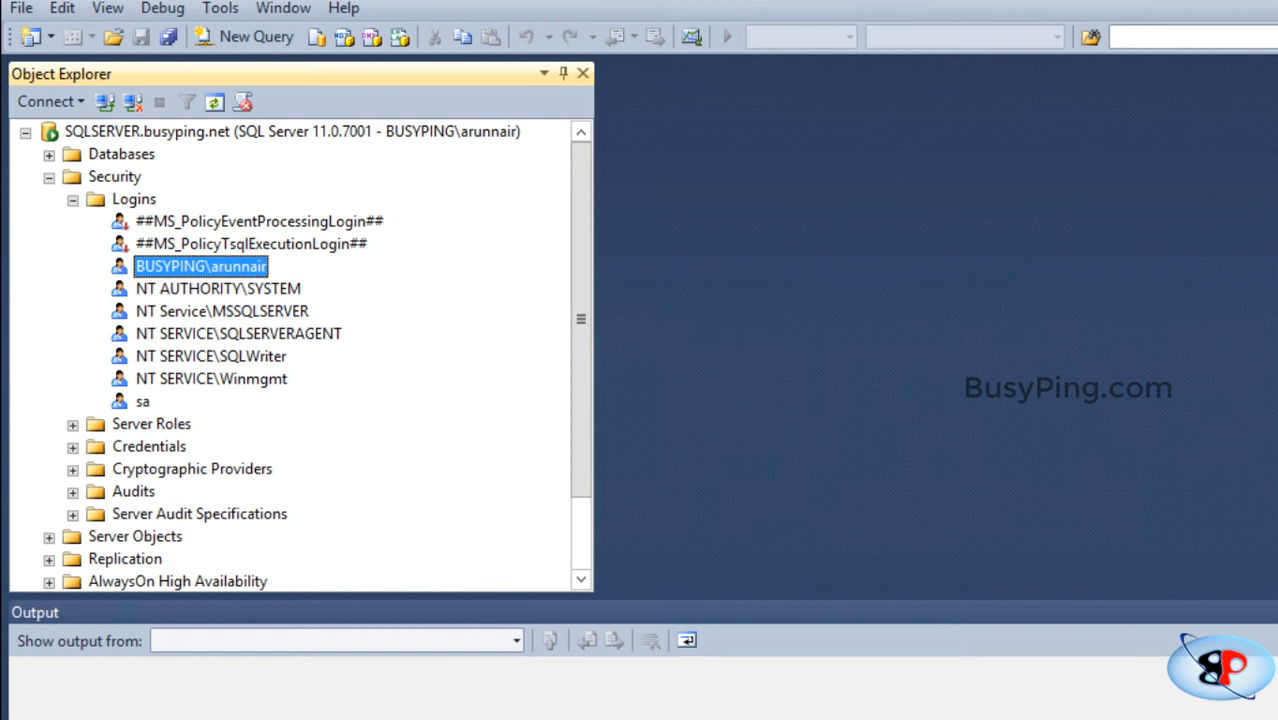 File Edit View Debug Tools Window Help
New Query
Object Explorer
Connect
SQLSERVER.busyping.net (SQL Server 11.0.7001 - BUSYPING\arunnair)
Databases
Security
Logins
##MS_PolicyEventProcessingLogin##
##MS_PolicyTsqlExecutionLogin##
BUSYPING\arunnair
NT AUTHORITY\SYSTEM
NT Service\MSSQLSERVER
NT SERVICE\SQLSERVERAGENT
NT SERVICE\SQLWriter
NT SERVICE\Winmgmt
sa
Server Roles
Credentials
Cryptographic Providers
Audits
Server Audit Specifications
Server Objects
Replication
AlwaysOn High Availability
BusyPing.com
Output
Show output from:
BP